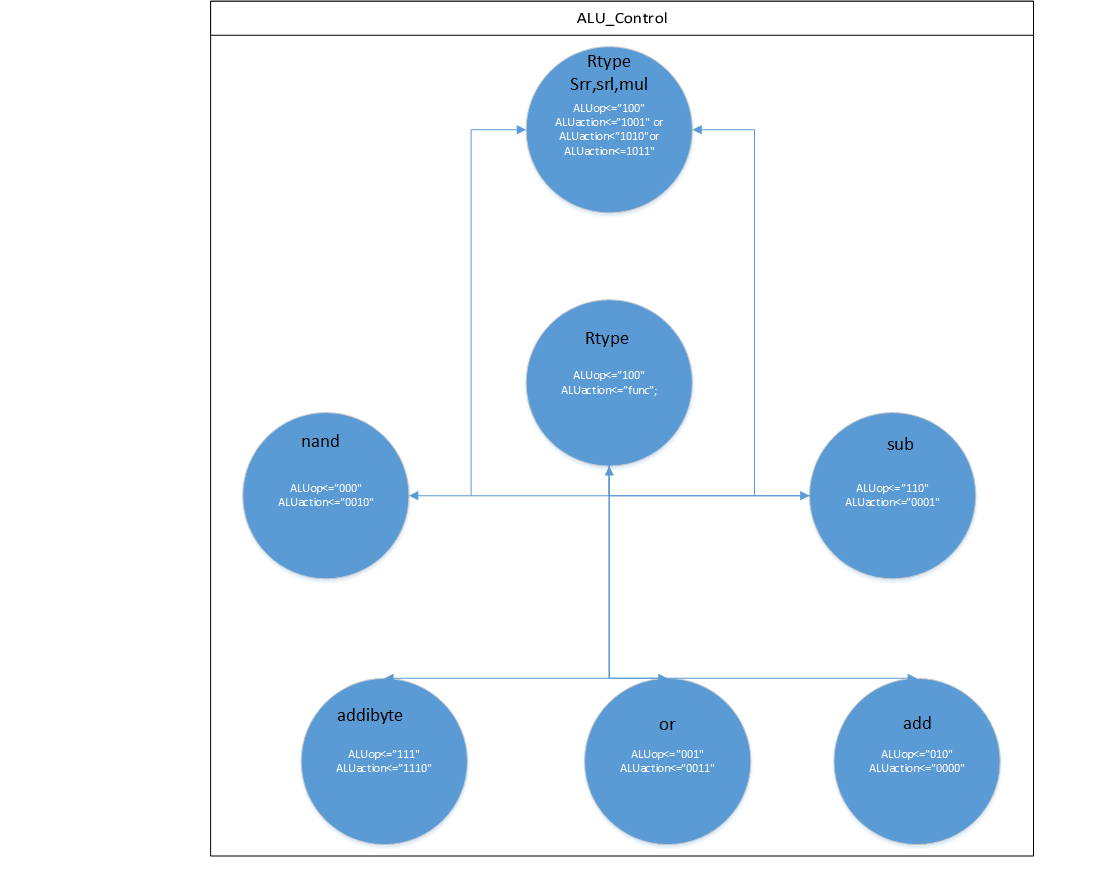 ALU_Control
Rtype
Srr,srl,mul
ALUop<="100"
ALUaction<="1001" or
ALUaction<"1010"or
ALUaction<=1011"
Rtype
ALUop<="100"
ALUaction<="func";
nand
ALUop<="000"
ALUaction<="0010"
sub
ALUop<="110"
ALUaction<="0001"
addibyte
ALUop<="111"
ALUaction<="1110"
or
ALUop<="001"
ALUaction<="0011"
add
ALUop<="010"
ALUaction<="0000"